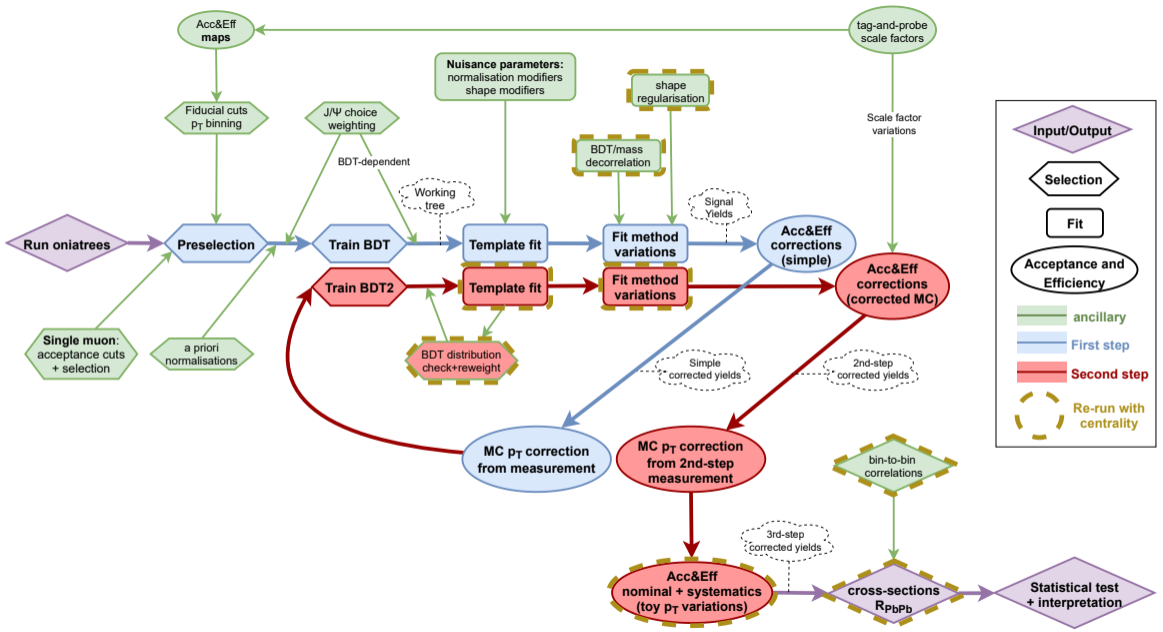 Acc&Eff
maps
tag-and-probe
scale factors
Nuisance parameters:
normalisation modifiers
shape modifiers
shape
regularisation
Fiducial cuts
pT binning
J/Ψ choice
weighting
Scale factor
variations
BDT-dependent
BDT/mass
decorrelation
Working
tree
Signal
Yields
Run oniatrees
Preselection
Train BDT
Template fit
Fit method
variations
Acc&Eff
corrections
(simple)
Train BDT2
Template fit
Fit method
variations
Acc&Eff
corrections
(corrected MC)
Single muon:
acceptance cuts
+ selection
a priori
normalisations
BDT distribution
check+reweight
Simple
corrected yields
2nd-step
corrected yields
MC pT correction
from measurement
MC pT correction
from 2nd-step
measurement
bin-to-bin
correlations
3rd-step
corrected yields
Acc&Eff
nominal + systematics
(toy pT variations)
cross-sections
RPbPb
Statistical test
+ interpretation
Input/Output
Selection
Fit
Acceptance and
Efficiency
ancillary
First step
Second step
Re-run with
centrality